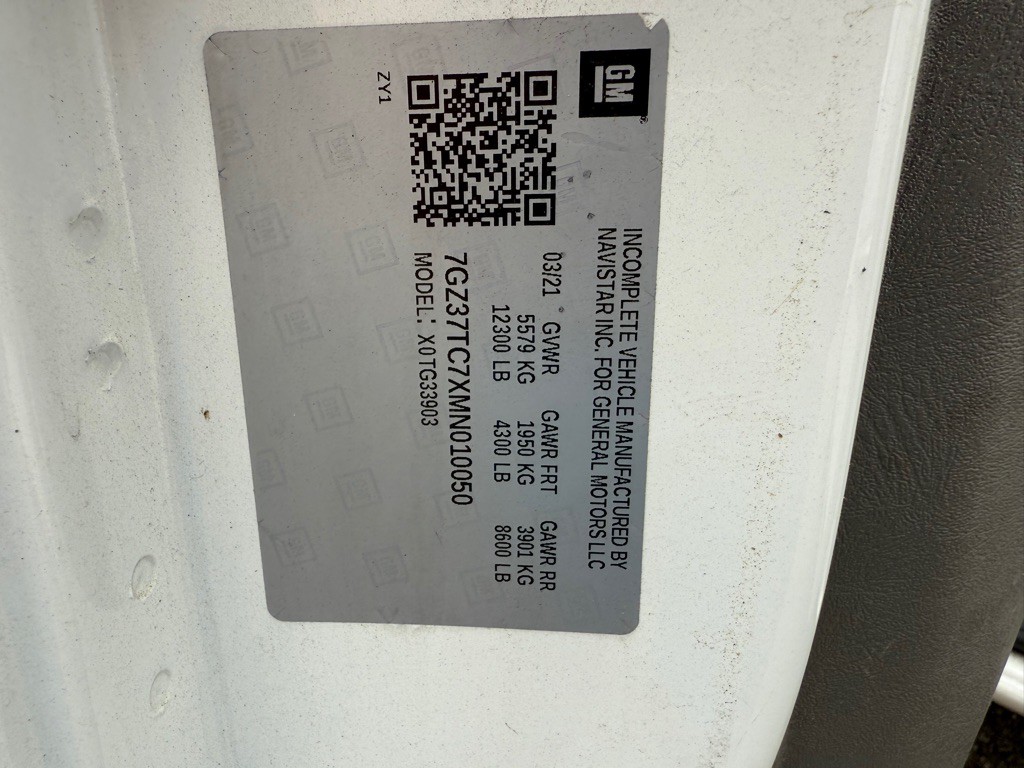 GM
INCOMPLETE VEHICLE MANUFACTURED BY
NAVISTAR INC. FOR GENERAL MOTORS LLC
03/21 GVWR GAWR FRT GAWR RR
5579 KG 1950 KG 3901 KG
12300 LB 4300 LB 8600 LB
7GZ37TC7XMN010050
MODEL: X0TG33903
ZY1